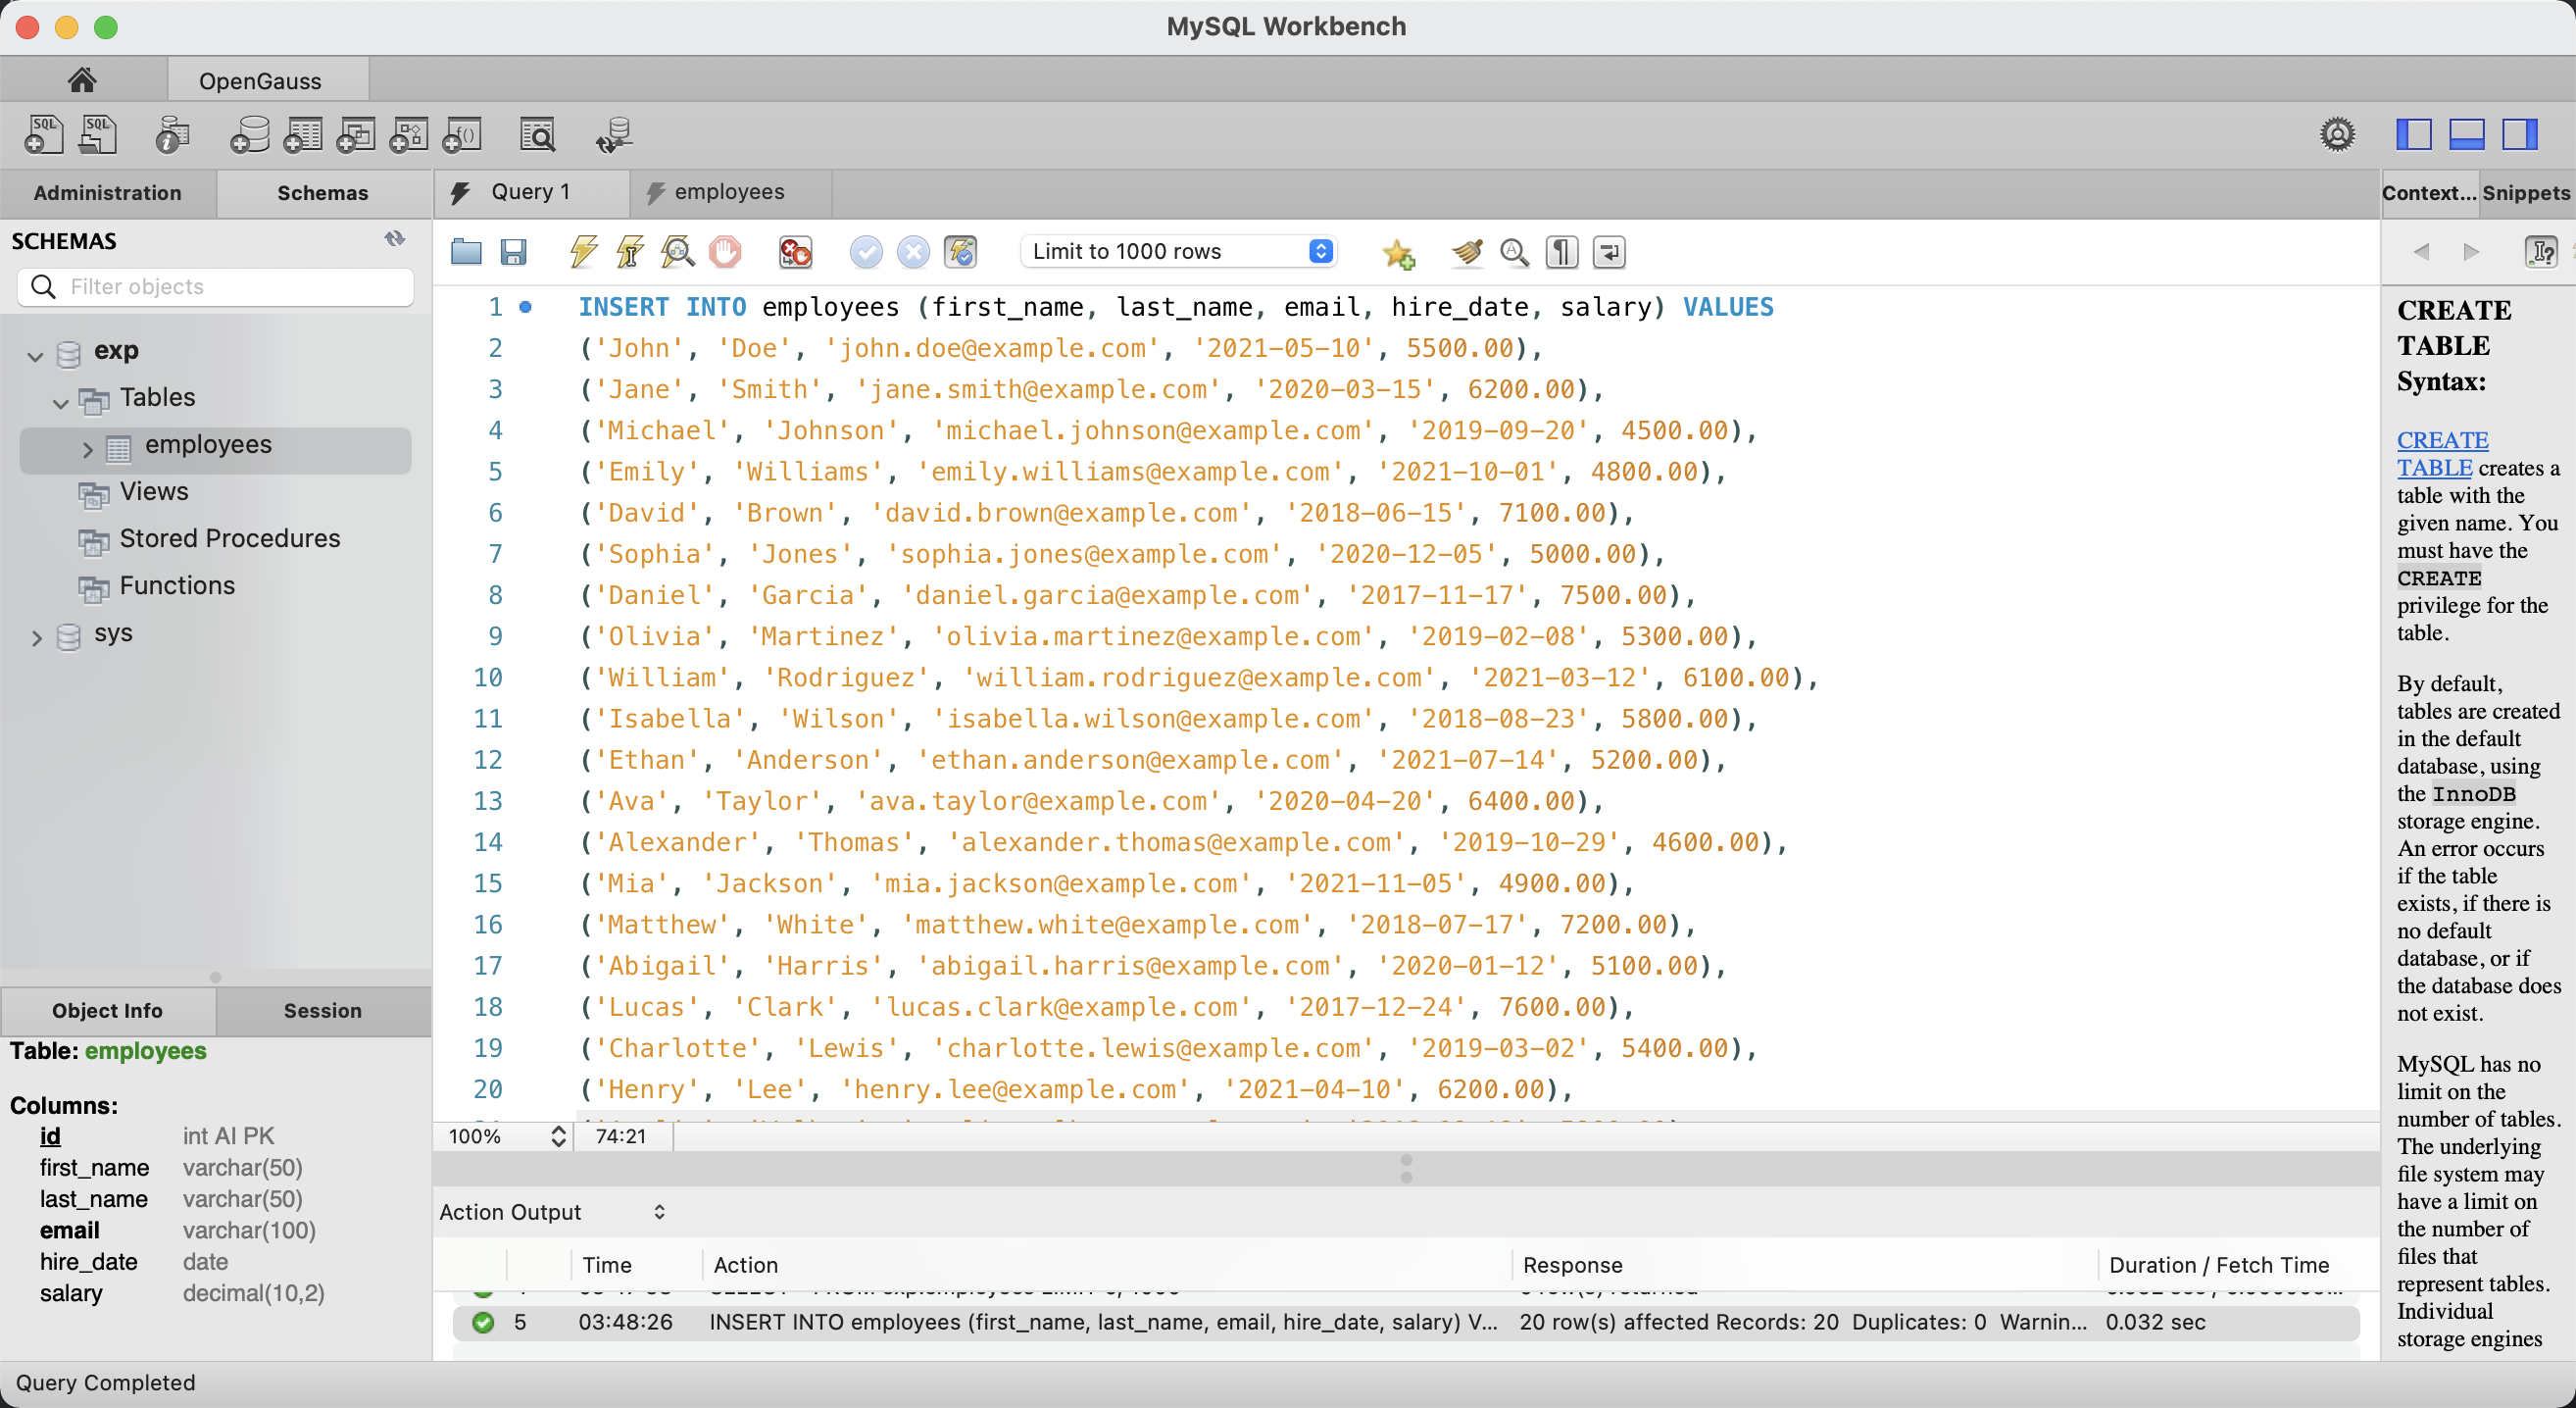 MySQL Workbench
OpenGauss
Administration
Schemas
Query 1
employees
Context...
Snippets
SCHEMAS
Filter objects
exp
Tables
employees
Views
Stored Procedures
Functions
sys
Limit to 1000 rows
1 INSERT INTO employees (first_name, last_name, email, hire_date, salary) VALUES
2 ('John', 'Doe', 'john.doe@example.com', '2021-05-10', 5500.00),
3 ('Jane', 'Smith', 'jane.smith@example.com', '2020-03-15', 6200.00),
4 ('Michael', 'Johnson', 'michael.johnson@example.com', '2019-09-20', 4500.00),
5 ('Emily', 'Williams', 'emily.williams@example.com', '2021-10-01', 4800.00),
6 ('David', 'Brown', 'david.brown@example.com', '2018-06-15', 7100.00),
7 ('Sophia', 'Jones', 'sophia.jones@example.com', '2020-12-05', 5000.00),
8 ('Daniel', 'Garcia', 'daniel.garcia@example.com', '2017-11-17', 7500.00),
9 ('Olivia', 'Martinez', 'olivia.martinez@example.com', '2019-02-08', 5300.00),
10 ('William', 'Rodriguez', 'william.rodriguez@example.com', '2021-03-12', 6100.00),
11 ('Isabella', 'Wilson', 'isabella.wilson@example.com', '2018-08-23', 5800.00),
12 ('Ethan', 'Anderson', 'ethan.anderson@example.com', '2021-07-14', 5200.00),
13 ('Ava', 'Taylor', 'ava.taylor@example.com', '2020-04-20', 6400.00),
14 ('Alexander', 'Thomas', 'alexander.thomas@example.com', '2019-10-29', 4600.00),
15 ('Mia', 'Jackson', 'mia.jackson@example.com', '2021-11-05', 4900.00),
16 ('Matthew', 'White', 'matthew.white@example.com', '2018-07-17', 7200.00),
17 ('Abigail', 'Harris', 'abigail.harris@example.com', '2020-01-12', 5100.00),
18 ('Lucas', 'Clark', 'lucas.clark@example.com', '2017-12-24', 7600.00),
19 ('Charlotte', 'Lewis', 'charlotte.lewis@example.com', '2019-03-02', 5400.00),
20 ('Henry', 'Lee', 'henry.lee@example.com', '2021-04-10', 6200.00),
100%
74:21
Object Info
Session
Table: employees
Columns:
id int AI PK
first_name varchar(50)
last_name varchar(50)
email varchar(100)
hire_date date
salary decimal(10,2)
Action Output
Time Action Response Duration / Fetch Time
5 03:48:26 INSERT INTO employees (first_name, last_name, email, hire_date, salary) V... 20 row(s) affected Records: 20 Duplicates: 0 Warnin... 0.032 sec
CREATE
TABLE
Syntax:
CREATE
TABLE creates a
table with the
given name. You
must have the
CREATE
privilege for the
table.
By default,
tables are created
in the default
database, using
the InnoDB
storage engine.
An error occurs
if the table
exists, if there is
no default
database, or if
the database does
not exist.
MySQL has no
limit on the
number of tables.
The underlying
file system may
have a limit on
the number of
files that
represent tables.
Individual
storage engines
Query Completed